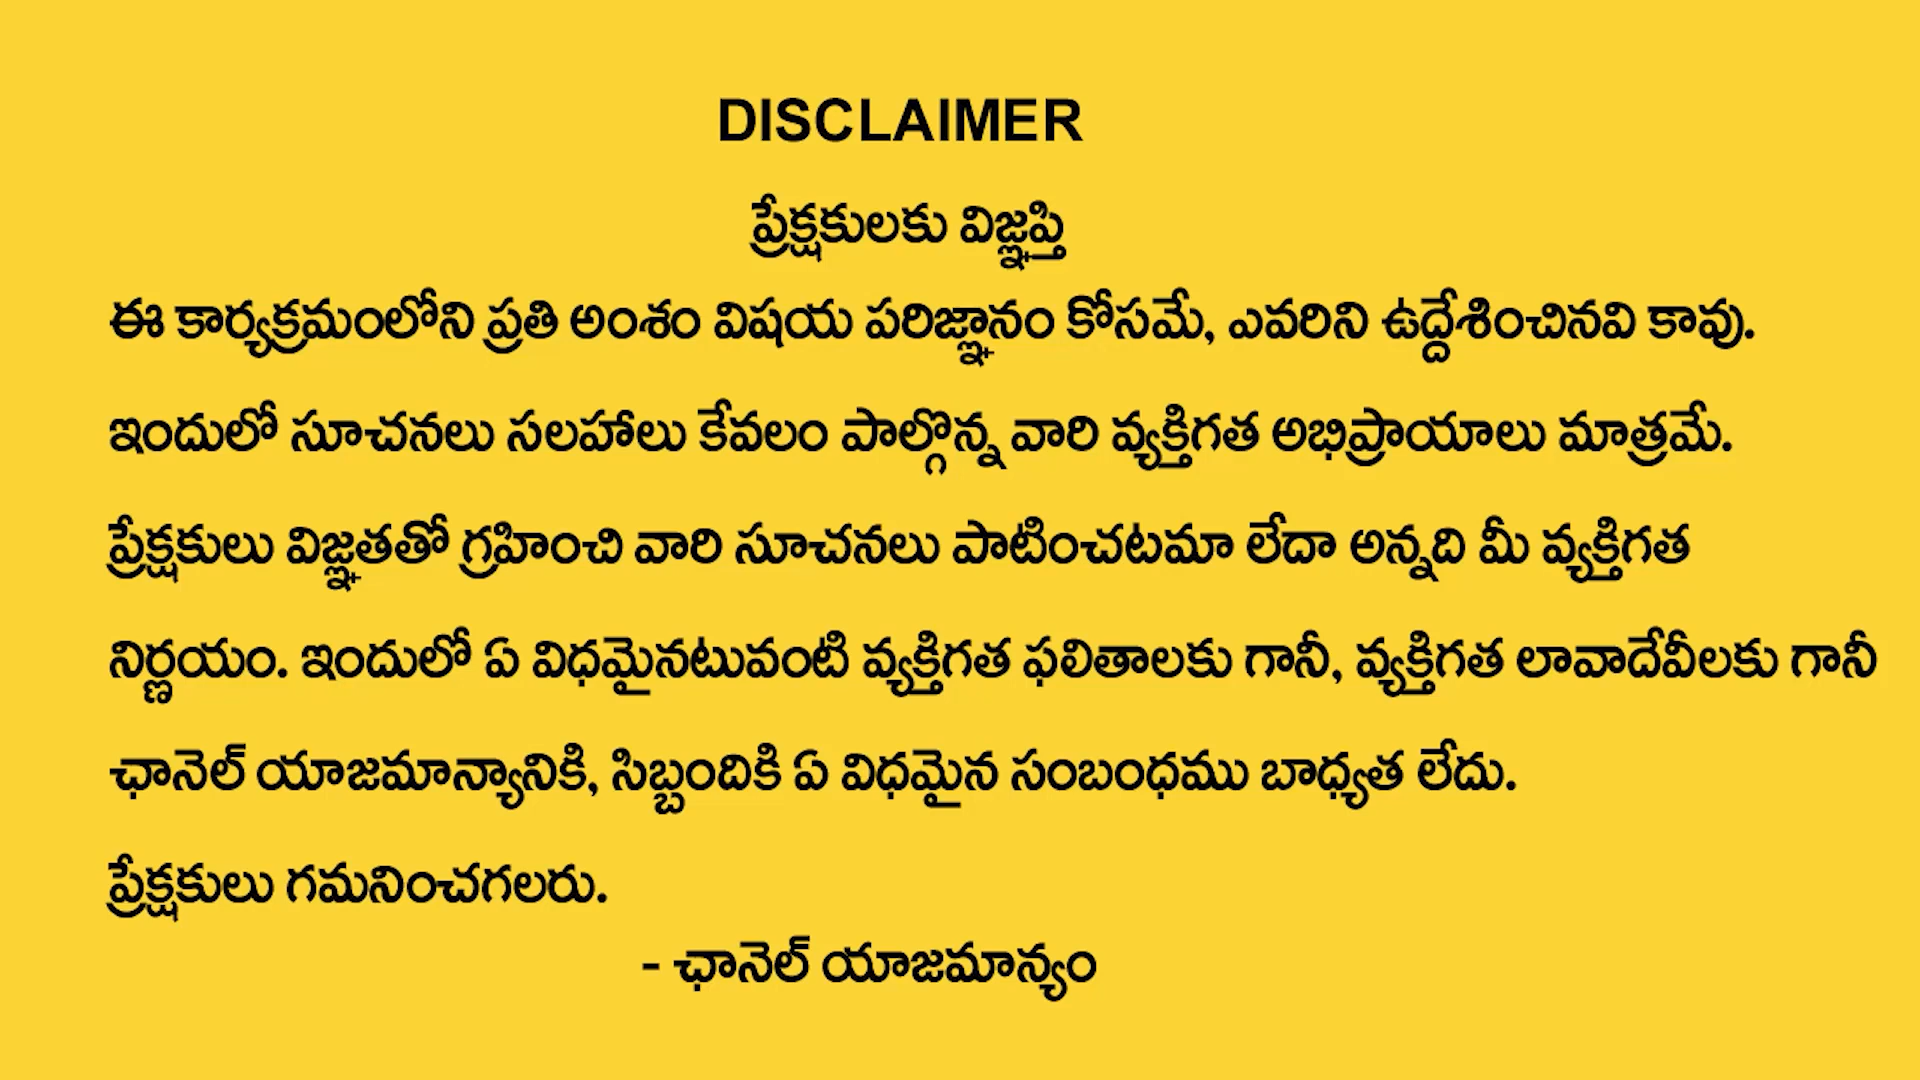 DISCLAIMER
ప్రేక్షకులకు విజ్ఞప్తి
ఈ కార్యక్రమంలోని ప్రతి అంశం విషయ పరిజ్ఞానం కోసమే, ఎవరిని ఉద్దేశించినవి కావు.
ఇందులో సూచనలు సలహాలు కేవలం పాల్గొన్న వారి వ్యక్తిగత అభిప్రాయాలు మాత్రమే.
ప్రేక్షకులు విజ్ఞతతో గ్రహించి వారి సూచనలు పాటించటమా లేదా అన్నది మీ వ్యక్తిగత
నిర్ణయం. ఇందులో ఏ విధమైనటువంటి వ్యక్తిగత ఫలితాలకు గానీ, వ్యక్తిగత లావాదేవీలకు గానీ
ఛానెల్ యాజమాన్యానికి, సిబ్బందికి ఏ విధమైన సంబంధము బాధ్యత లేదు.
ప్రేక్షకులు గమనించగలరు.
- ఛానెల్ యాజమాన్యం